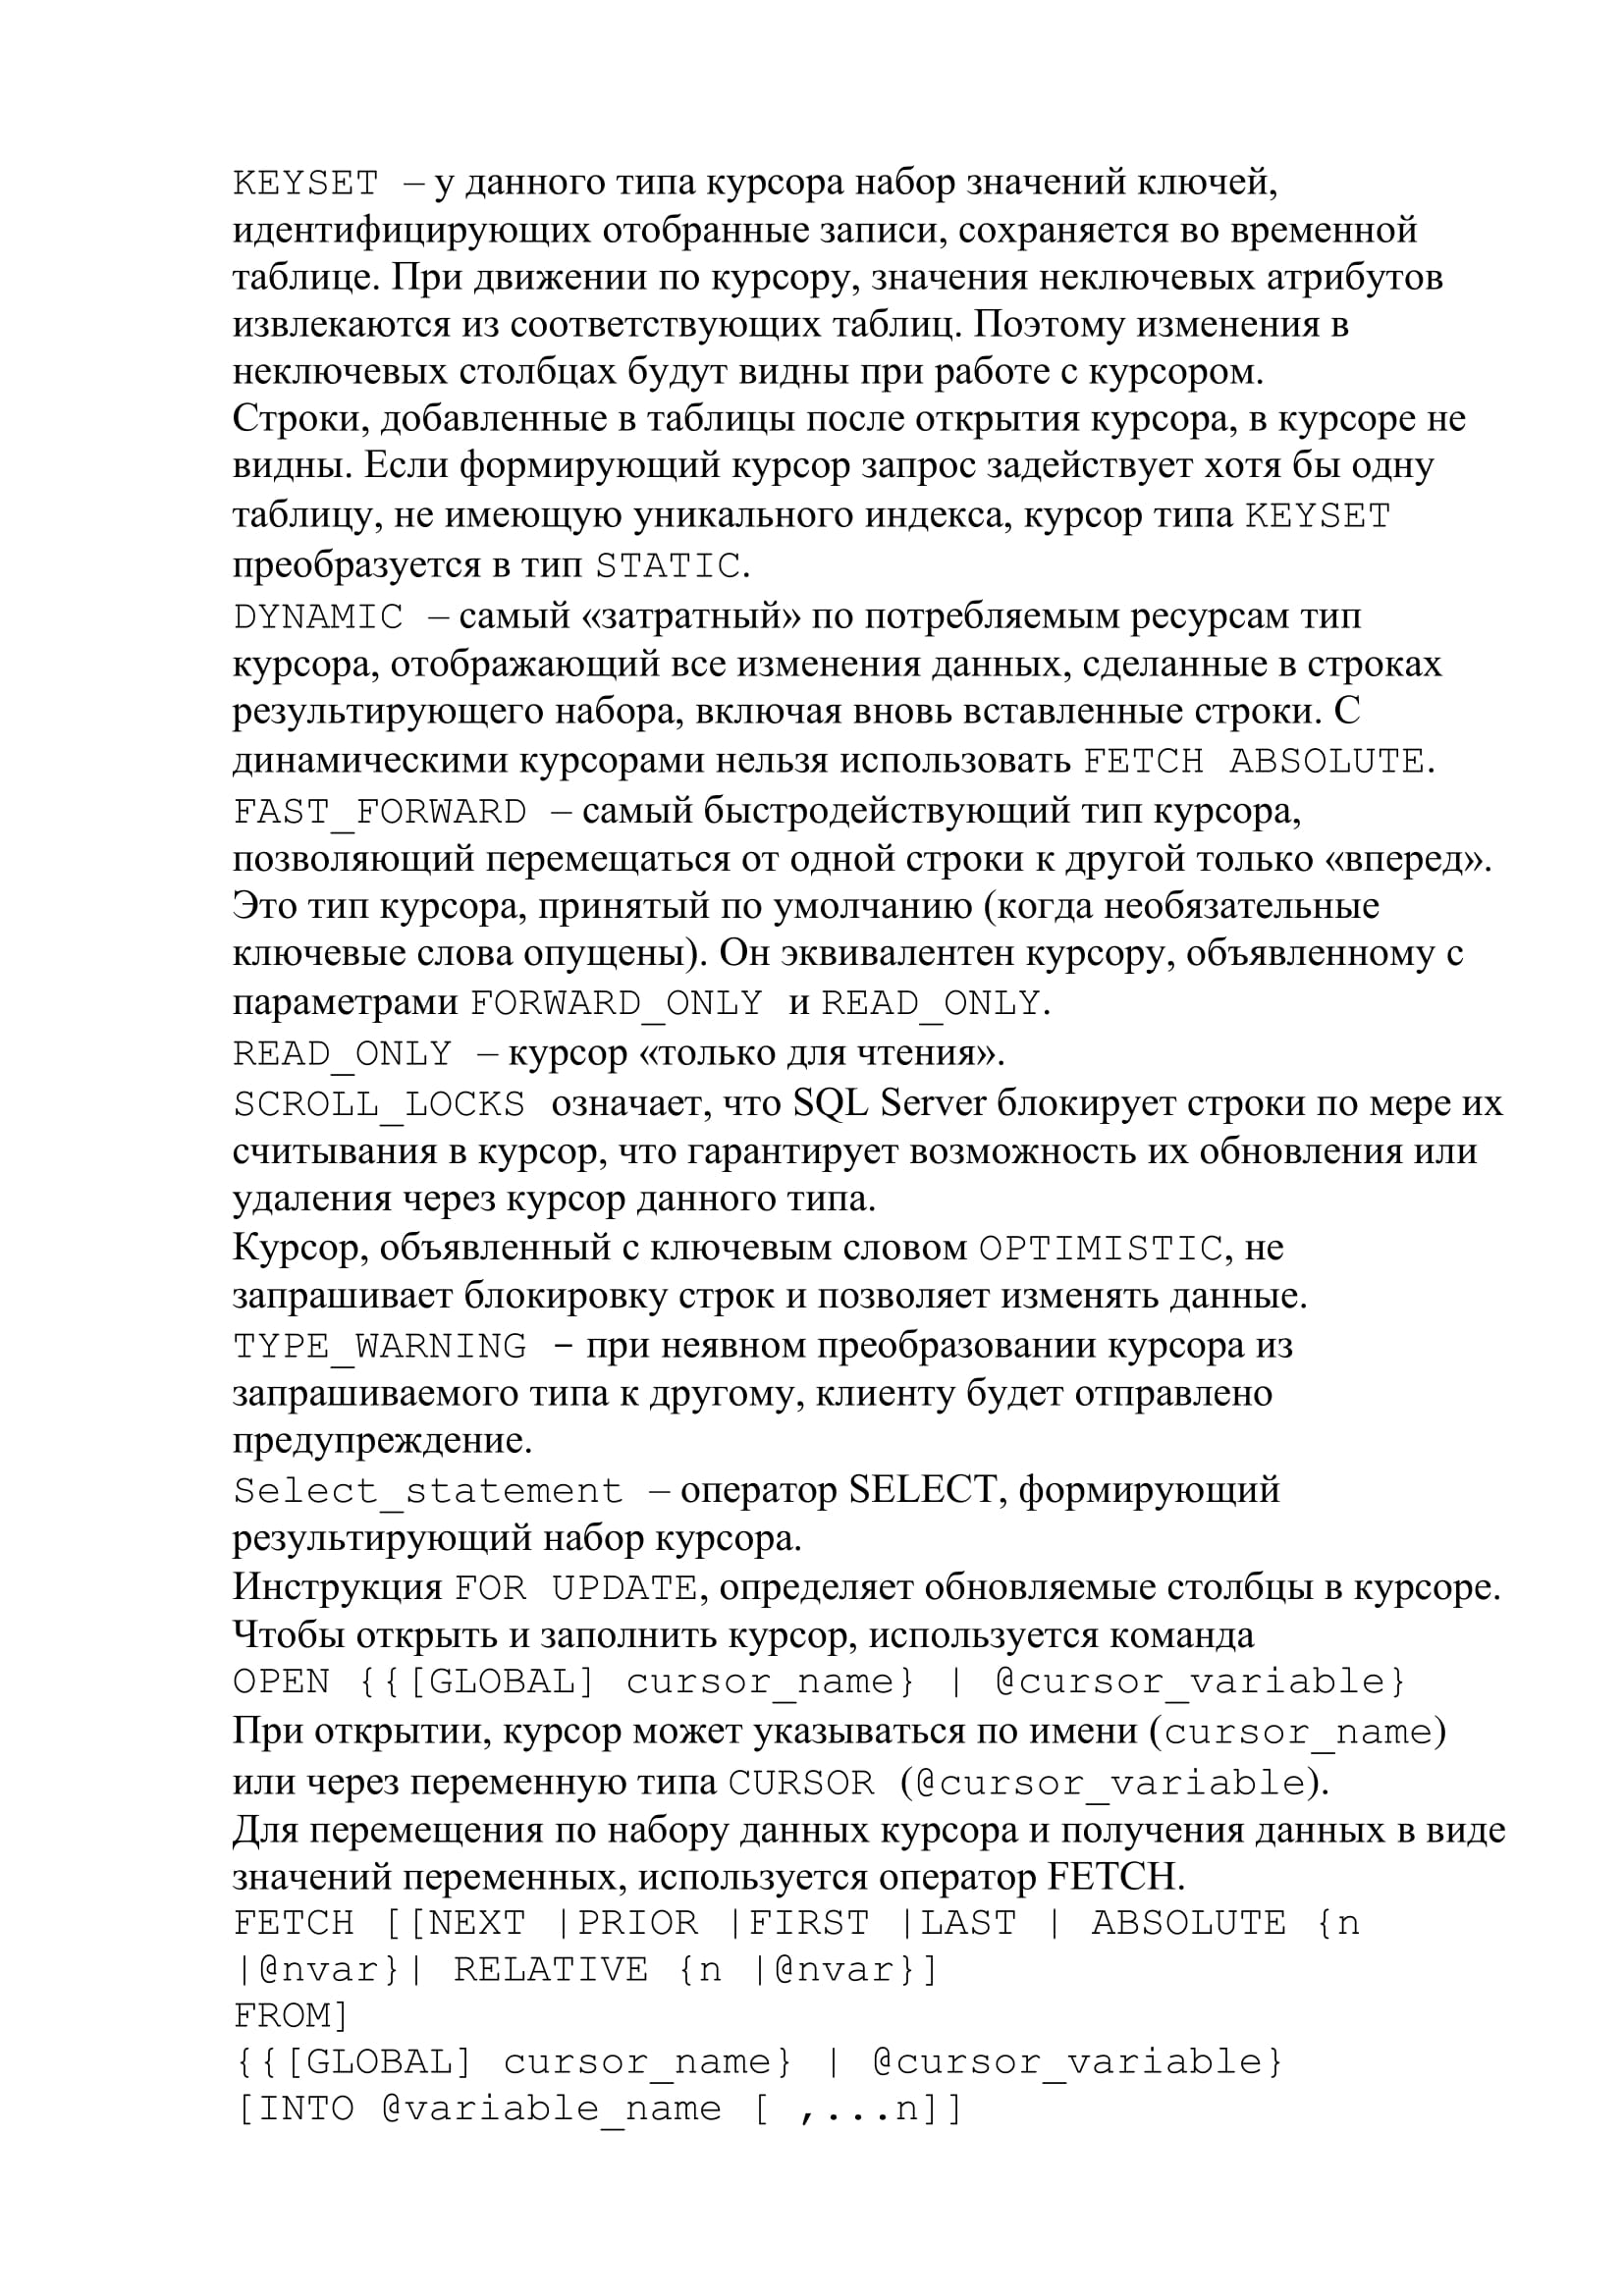 KEYSET – у данного типа курсора набор значений ключей,
идентифицирующих отобранные записи, сохраняется во временной
таблице. При движении по курсору, значения неключевых атрибутов
извлекаются из соответствующих таблиц. Поэтому изменения в
неключевых столбцах будут видны при работе с курсором.
Строки, добавленные в таблицы после открытия курсора, в курсоре не
видны. Если формирующий курсор запрос задействует хотя бы одну
таблицу, не имеющую уникального индекса, курсор типа KEYSET
преобразуется в тип STATIC.
DYNAMIC – самый «затратный» по потребляемым ресурсам тип
курсора, отображающий все изменения данных, сделанные в строках
результирующего набора, включая вновь вставленные строки. С
динамическими курсорами нельзя использовать FETCH ABSOLUTE.
FAST_FORWARD – самый быстродействующий тип курсора,
позволяющий перемещаться от одной строки к другой только «вперед».
Это тип курсора, принятый по умолчанию (когда необязательные
ключевые слова опущены). Он эквивалентен курсору, объявленному с
параметрами FORWARD_ONLY и READ_ONLY.
READ_ONLY – курсор «только для чтения».
SCROLL_LOCKS означает, что SQL Server блокирует строки по мере их
считывания в курсор, что гарантирует возможность их обновления или
удаления через курсор данного типа.
Курсор, объявленный с ключевым словом OPTIMISTIC, не
запрашивает блокировку строк и позволяет изменять данные.
TYPE_WARNING - при неявном преобразовании курсора из
запрашиваемого типа к другому, клиенту будет отправлено
предупреждение.
Select_statement – оператор SELECT, формирующий
результирующий набор курсора.
Инструкция FOR UPDATE, определяет обновляемые столбцы в курсоре.
Чтобы открыть и заполнить курсор, используется команда
OPEN {{[GLOBAL] cursor_name} | @cursor_variable}
При открытии, курсор может указываться по имени (cursor_name)
или через переменную типа CURSOR (@cursor_variable).
Для перемещения по набору данных курсора и получения данных в виде
значений переменных, используется оператор FETCH.
FETCH [[NEXT |PRIOR |FIRST |LAST | ABSOLUTE {n
|@nvar}| RELATIVE {n |@nvar}]
FROM]
{{[GLOBAL] cursor_name} | @cursor_variable}
[INTO @variable_name [ ,...n]]